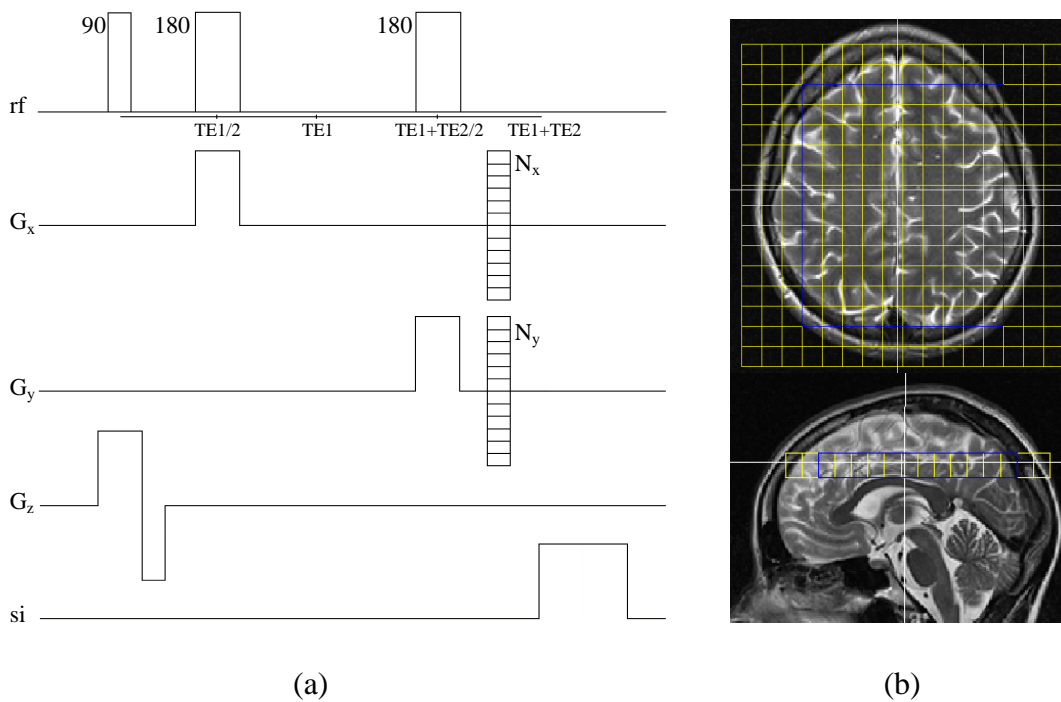 90 180 180
rf
TE1/2 TE1 TE1+TE2/2 TE1+TE2
Nx
Gx
Ny
Gy
Gz
si
(a) (b)